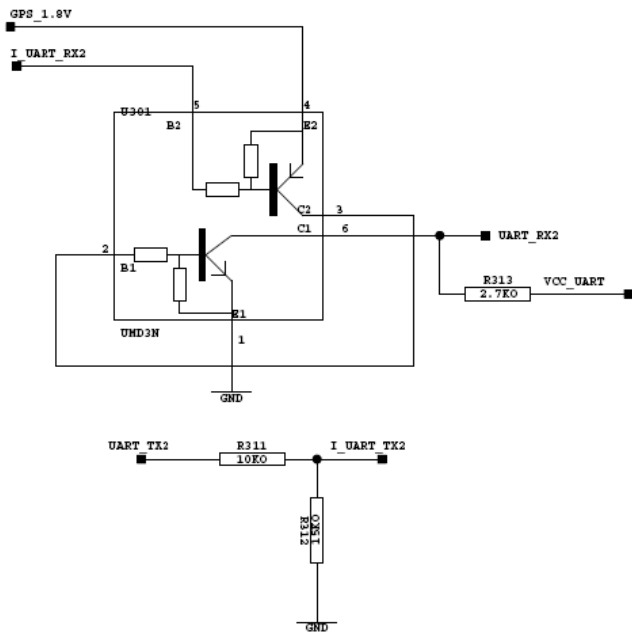 GPS_1.8V
I_UART_RX2
U301
5
4
B2
E2
C2
3
C1
6
UART_RX2
2
B1
R313
2.7KO
VCC_UART
E1
UMD3N
1
GND
UART_TX2
R311
10KO
I_UART_TX2
15KO
R312
GND